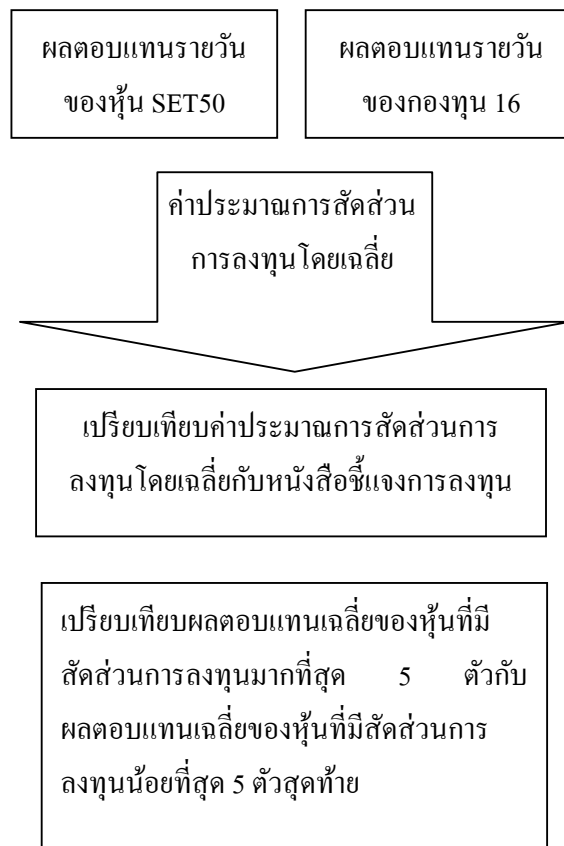 ผลตอบแทนรายวัน
ของหุ้น SET50
ผลตอบแทนรายวัน
ของกองทุน 16
ค่าประมาณการสัดส่วน
การลงทุนโดยเฉลี่ย
เปรียบเทียบค่าประมาณการสัดส่วนการ
ลงทุนโดยเฉลี่ยกับหนังสือชี้แจงการลงทุน
เปรียบเทียบผลตอบแทนเฉลี่ยของหุ้นที่มี
สัดส่วนการลงทุนมากที่สุด 5 ตัวกับ
ผลตอบแทนเฉลี่ยของหุ้นที่มีสัดส่วนการ
ลงทุนน้อยที่สุด 5 ตัวสุดท้าย